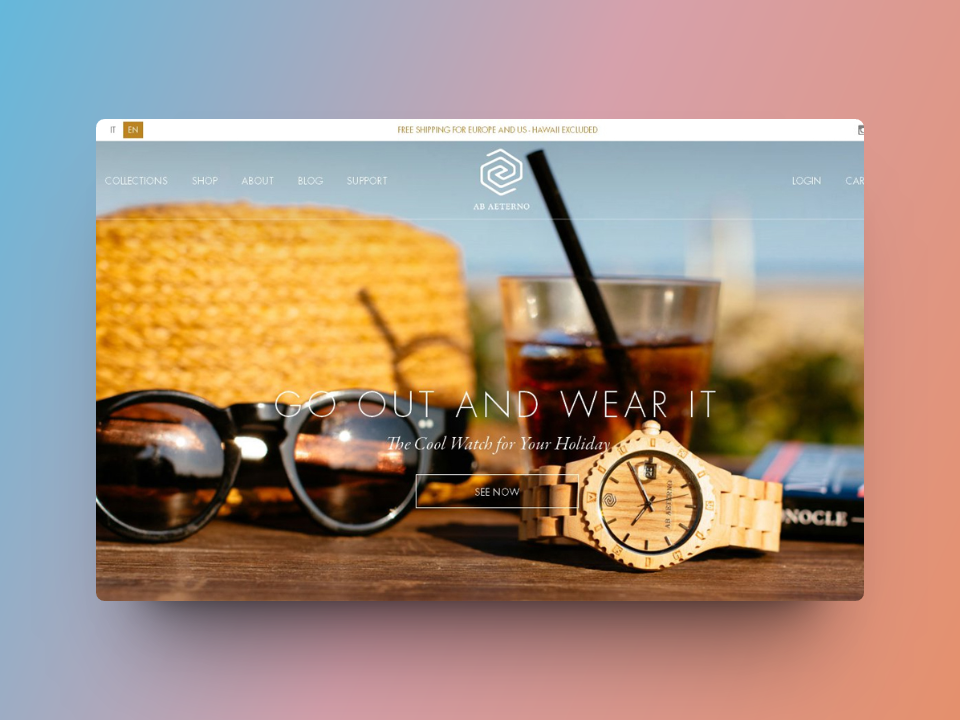 IT EN
FREE SHIPPING FOR EUROPE AND US - HAWAII EXCLUDED
COLLECTIONS SHOP ABOUT BLOG SUPPORT
AB AETERNO
LOGIN CAR
GO OUT AND WEAR IT
The Cool Watch for Your Holiday
SEE NOW
AB AETERNO
NOCLE